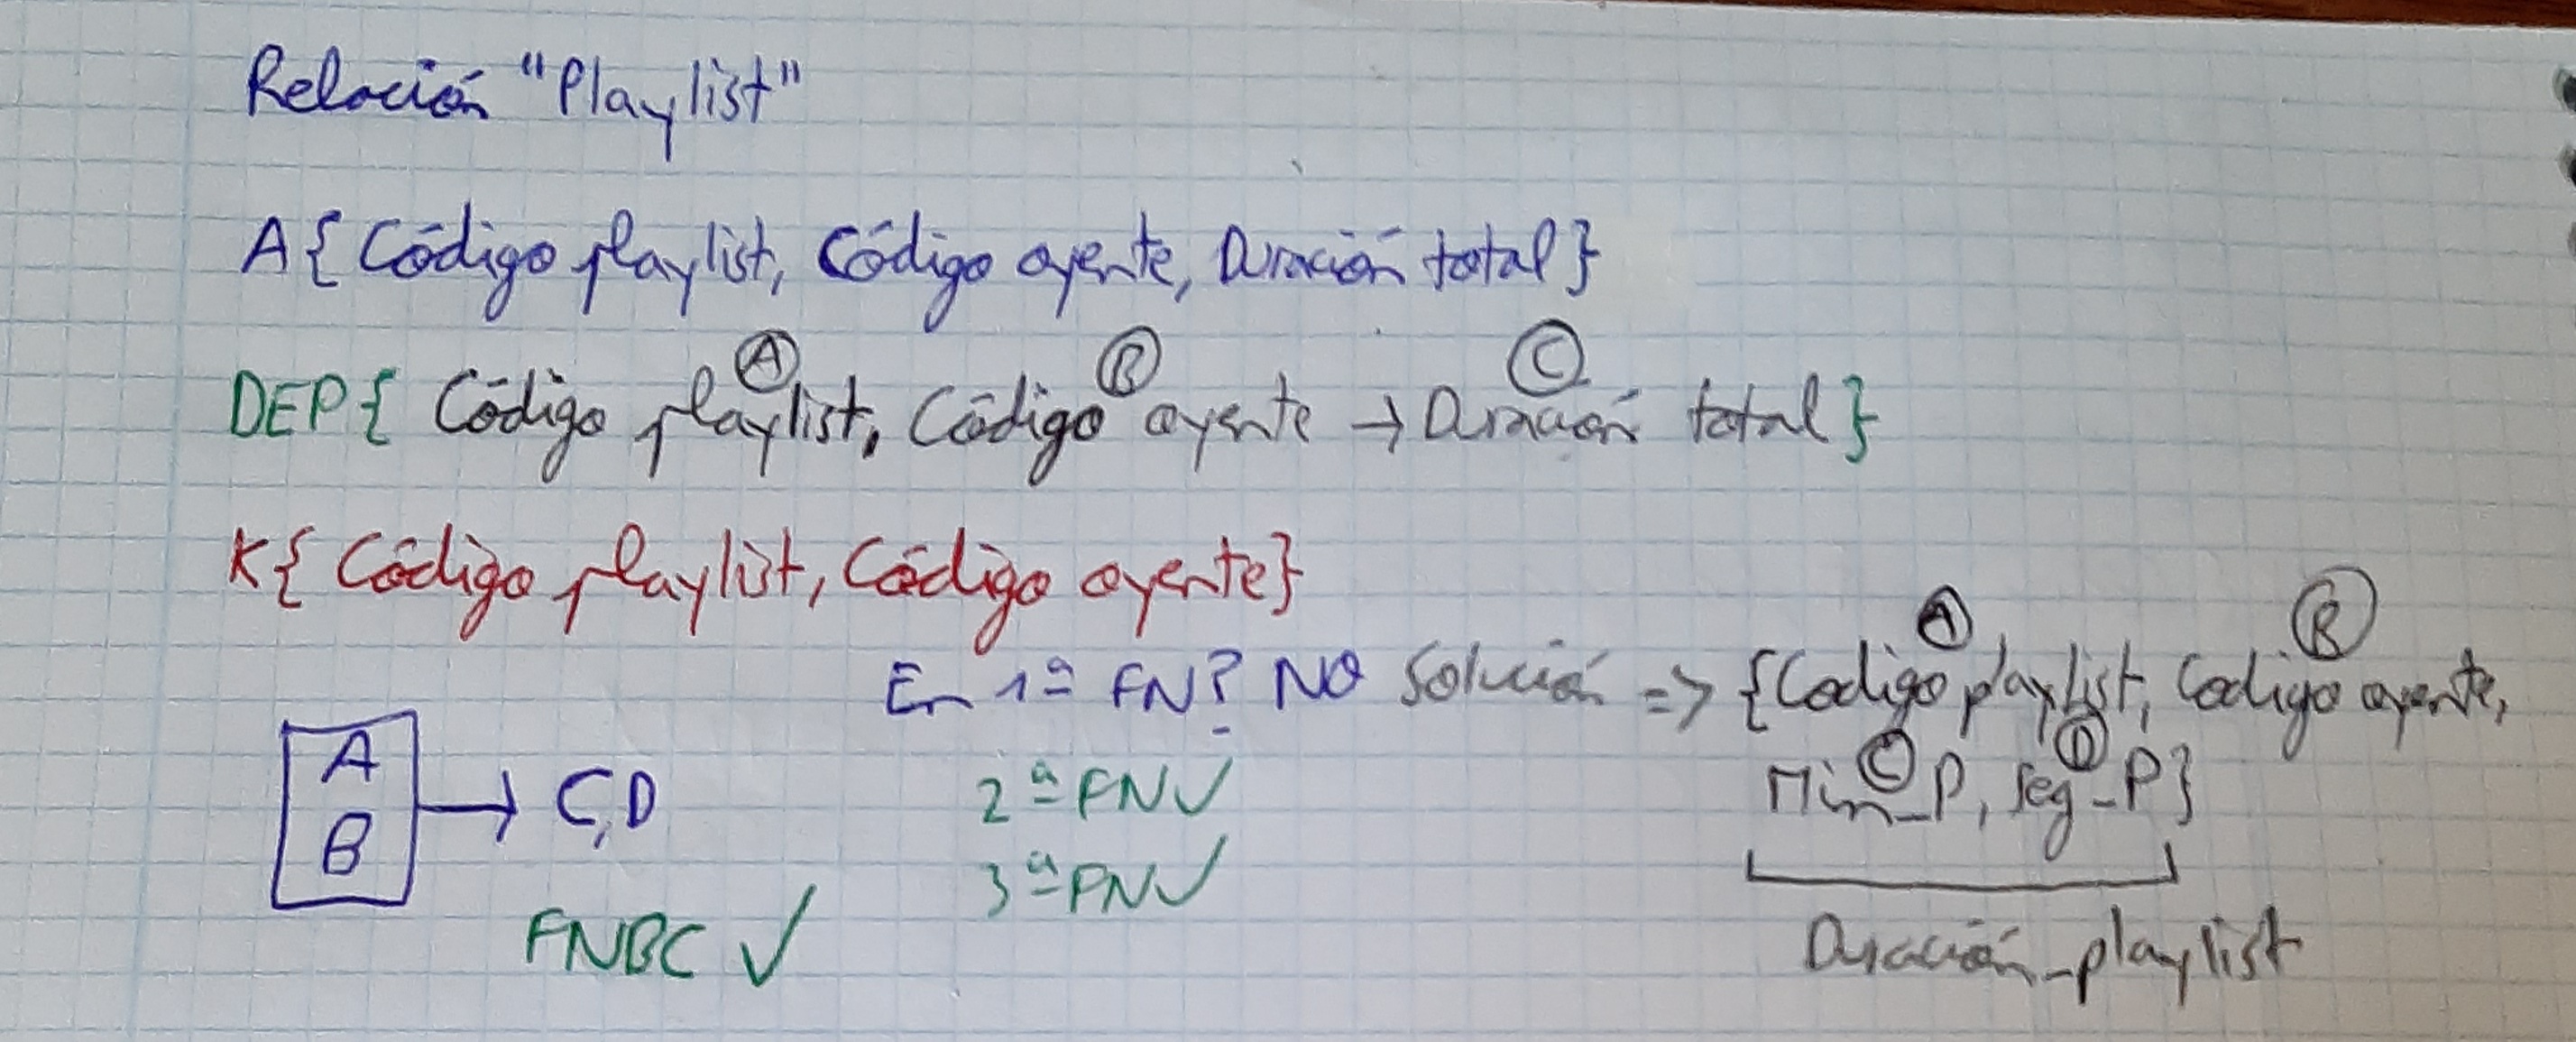 Relación "Playlist"
A{Código playlist, Código oyente, Duración total}
A B C
DEP{ Código playlist, Código oyente → Duración total}
K{Código playlist, Código oyente}
A B
En 1ª FN? NO Solución => {Codigo playlist, Codigo oyente,
C D
Min_P, seg_P}
Duración_playlist
A
B
→ C,D
2ª FN✓
3ª FN✓
FNBC ✓